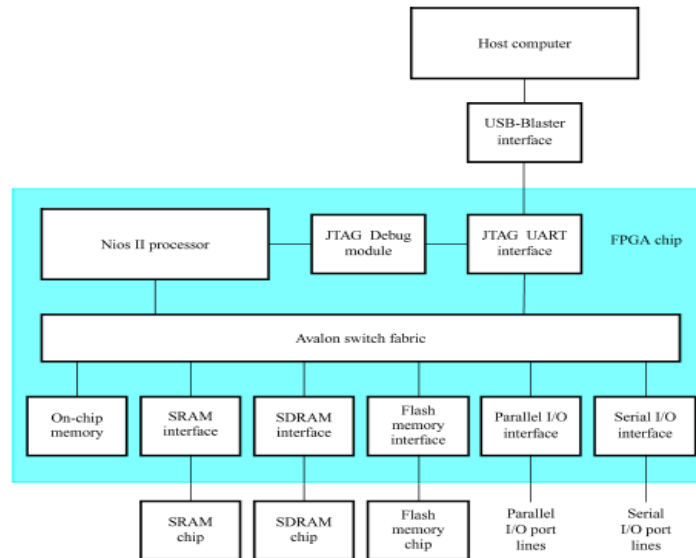 Host computer
USB-Blaster
interface
Nios II processor
JTAG Debug
module
JTAG UART
interface
FPGA chip
Avalon switch fabric
On-chip
memory
SRAM
interface
SDRAM
interface
Flash
memory
interface
Parallel I/O
interface
Serial I/O
interface
SRAM
chip
SDRAM
chip
Flash
memory
chip
Parallel
I/O port
lines
Serial
I/O port
lines